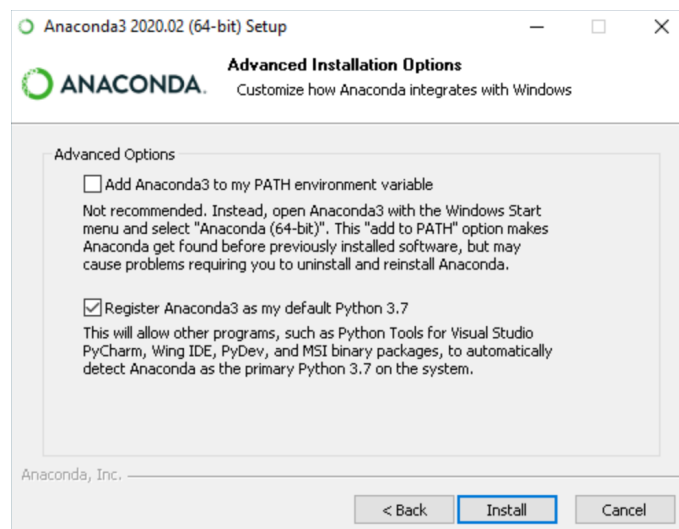 Anaconda3 2020.02 (64-bit) Setup
ANACONDA.
Advanced Installation Options
Customize how Anaconda integrates with Windows
Advanced Options
Add Anaconda3 to my PATH environment variable
Not recommended. Instead, open Anaconda3 with the Windows Start
menu and select "Anaconda (64-bit)". This "add to PATH" option makes
Anaconda get found before previously installed software, but may
cause problems requiring you to uninstall and reinstall Anaconda.
Register Anaconda3 as my default Python 3.7
This will allow other programs, such as Python Tools for Visual Studio
PyCharm, Wing IDE, PyDev, and MSI binary packages, to automatically
detect Anaconda as the primary Python 3.7 on the system.
Anaconda, Inc.
< Back Install Cancel